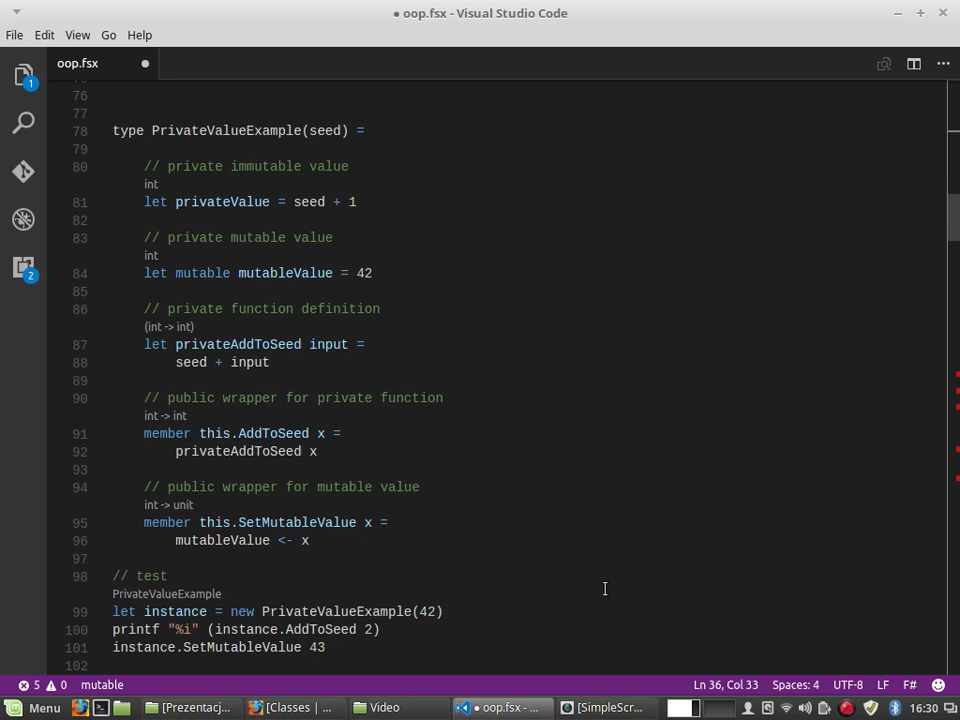 ● oop.fsx - Visual Studio Code
File Edit View Go Help
oop.fsx
1
2
76
77
78 type PrivateValueExample(seed) =
79
80 // private immutable value
int
81 let privateValue = seed + 1
82
83 // private mutable value
int
84 let mutable mutableValue = 42
85
86 // private function definition
(int -> int)
87 let privateAddToSeed input =
88 seed + input
89
90 // public wrapper for private function
int -> int
91 member this.AddToSeed x =
92 privateAddToSeed x
93
94 // public wrapper for mutable value
int -> unit
95 member this.SetMutableValue x =
96 mutableValue <- x
97
98 // test
PrivateValueExample
99 let instance = new PrivateValueExample(42)
100 printf "%i" (instance.AddToSeed 2)
101 instance.SetMutableValue 43
102
5 0 mutable Ln 36, Col 33 Spaces: 4 UTF-8 LF F#
Menu [Prezentacj... [Classes | ... Video ● oop.fsx - ... [SimpleScr... 16:30